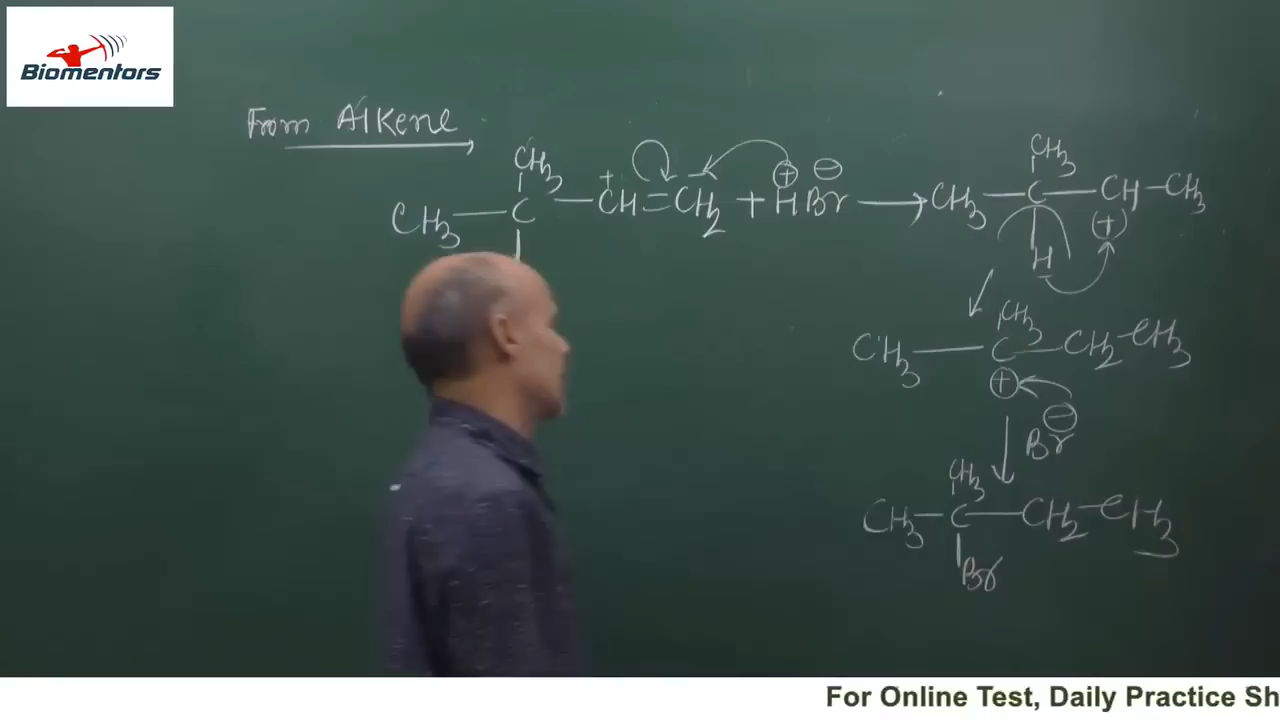 Biomentors
From Alkene
CH3
CH3 — C — CH = CH2 + H Br → CH3 — C — CH — CH3
+ − ⊕ ⊖
CH3
(+)
H
CH3
CH3 — C — CH2 — CH3
⊕
⊖
Br
CH3
CH3 — C — CH2 — CH3
Br
For Online Test, Daily Practice Sh